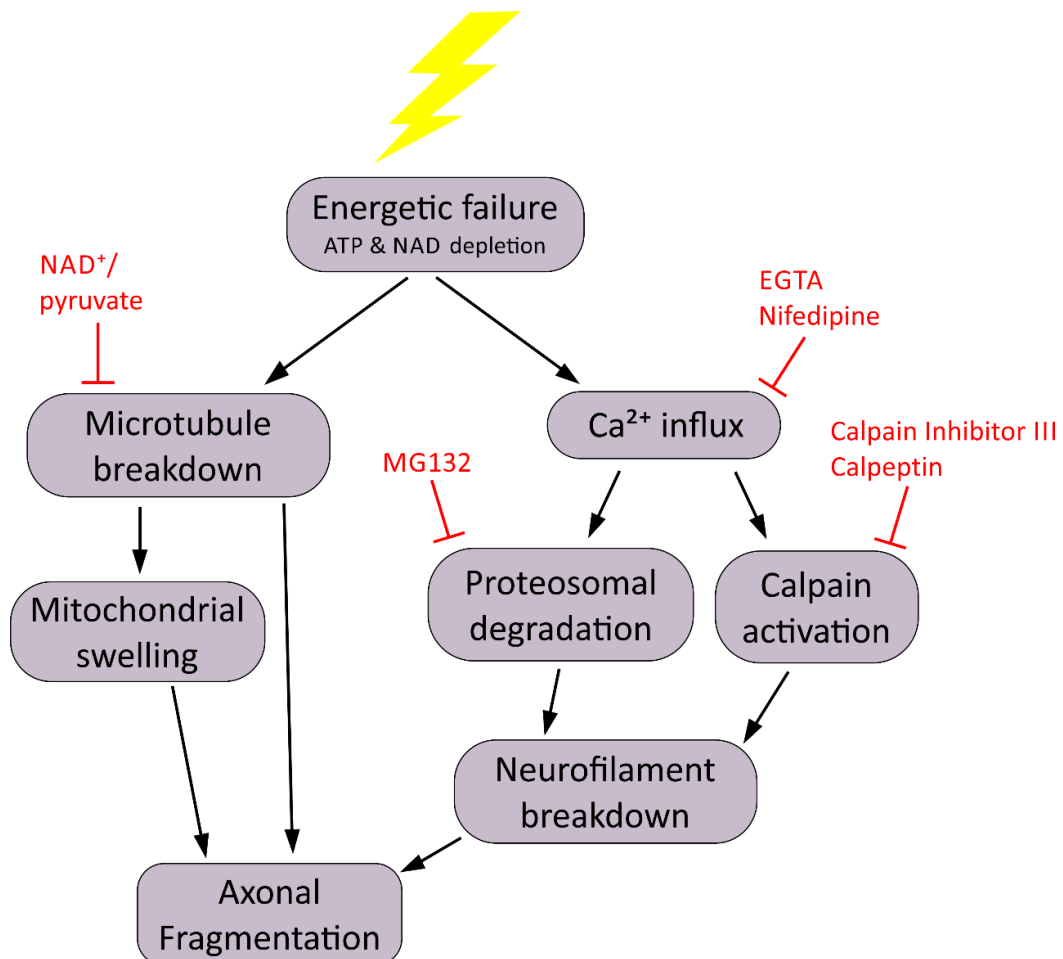 Energetic failure
ATP & NAD depletion
NAD⁺/
pyruvate
EGTA
Nifedipine
Microtubule
breakdown
Ca²⁺ influx
Calpain Inhibitor III
Calpeptin
MG132
Mitochondrial
swelling
Proteosomal
degradation
Calpain
activation
Neurofilament
breakdown
Axonal
Fragmentation